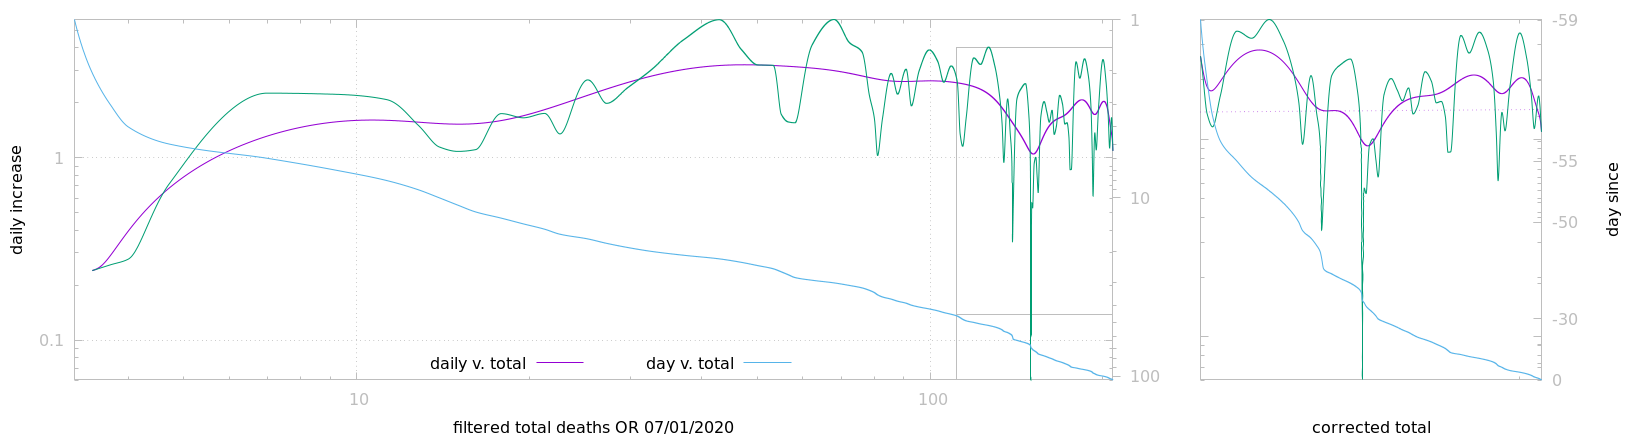 daily increase
1
0.1
10
100
daily v. total
day v. total
filtered total deaths OR 07/01/2020
1
10
100
-59
-55
-50
-30
0
day since
corrected total